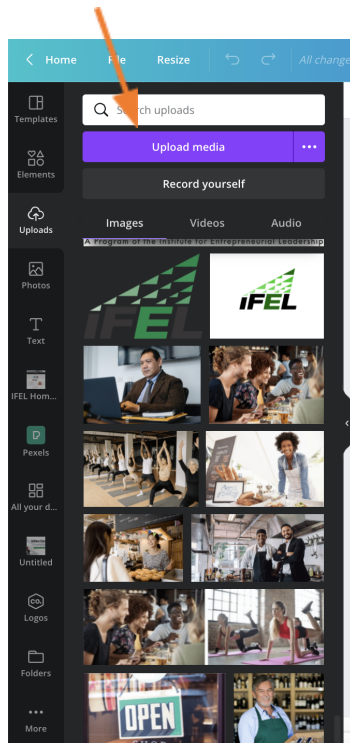 Home File Resize All change
Search uploads
Templates
Upload media
Elements
Record yourself
Uploads
Images Videos Audio
A Program of the Institute for Entrepreneurial Leadership
Photos
iFEL
iFEL
Text
IFEL Hom...
Pexels
All your d...
Untitled
CO.
Logos
Folders
OPEN
More